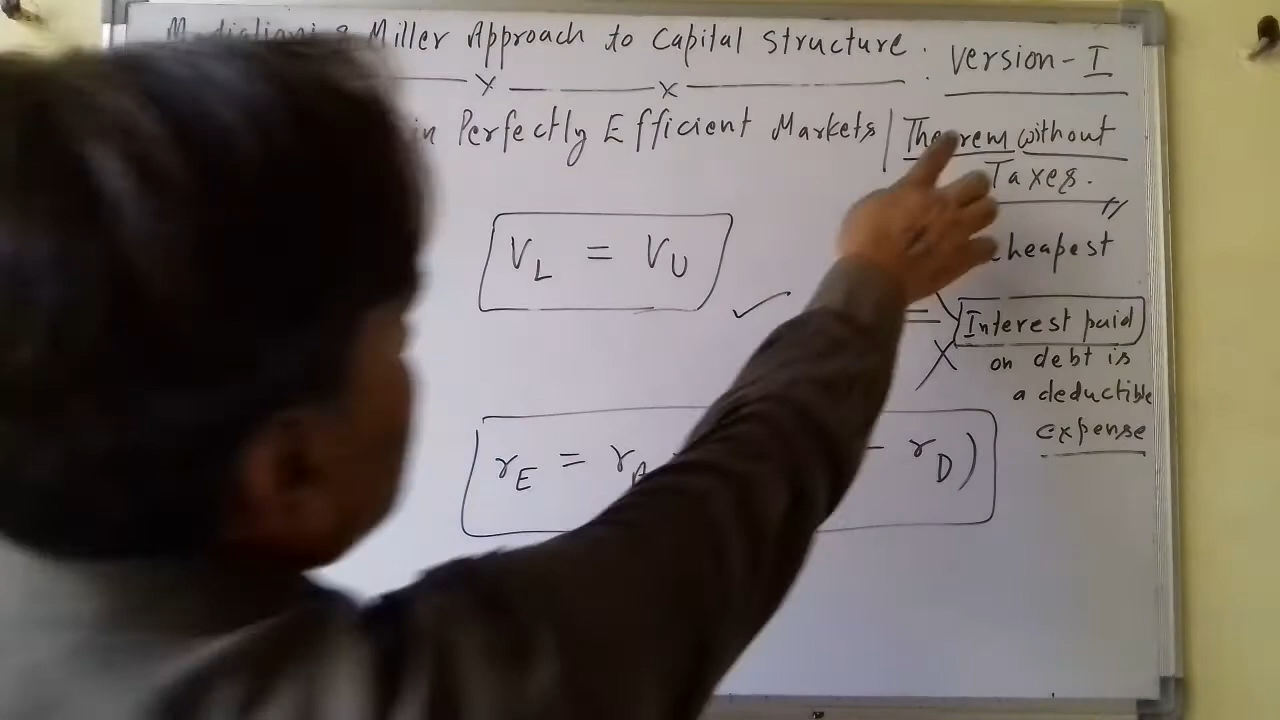 Miller Approach to Capital Structure : Version-I
in Perfectly Efficient Markets | Theorem without
Taxes.
cheapest
V_L = V_U
= Interest paid
on debt is
a deductible
expense
r_E = r_A - r_D)